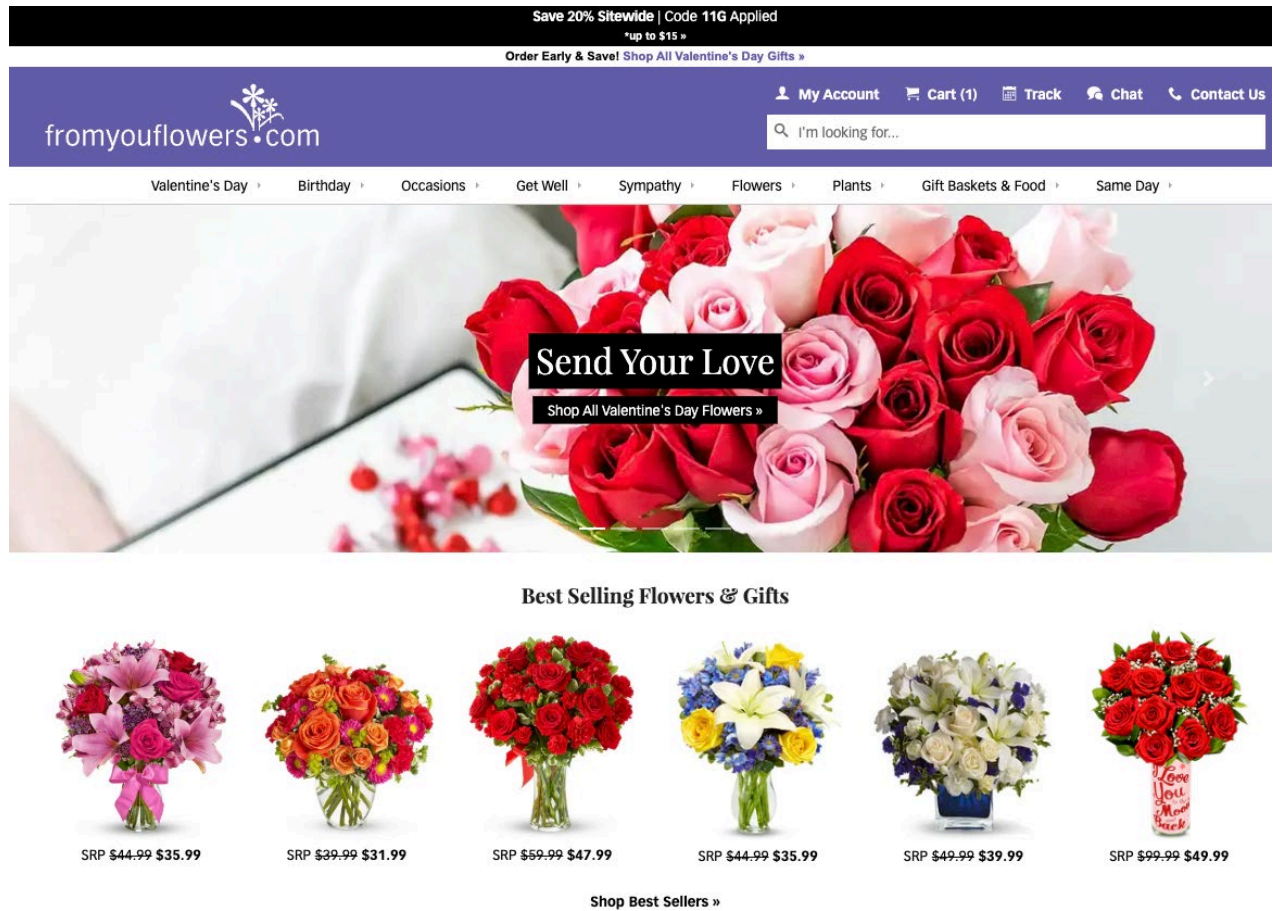 Save 20% Sitewide | Code 11G Applied
*up to $15 »
Order Early & Save! Shop All Valentine's Day Gifts »
fromyouflowers.com
My Account Cart (1) Track Chat Contact Us
I'm looking for...
Valentine's Day Birthday Occasions Get Well Sympathy Flowers Plants Gift Baskets & Food Same Day
Send Your Love
Shop All Valentine's Day Flowers »
Best Selling Flowers & Gifts
Love
You
Moon
Back
SRP $44.99 $35.99 SRP $39.99 $31.99 SRP $59.99 $47.99 SRP $44.99 $35.99 SRP $49.99 $39.99 SRP $99.99 $49.99
Shop Best Sellers »